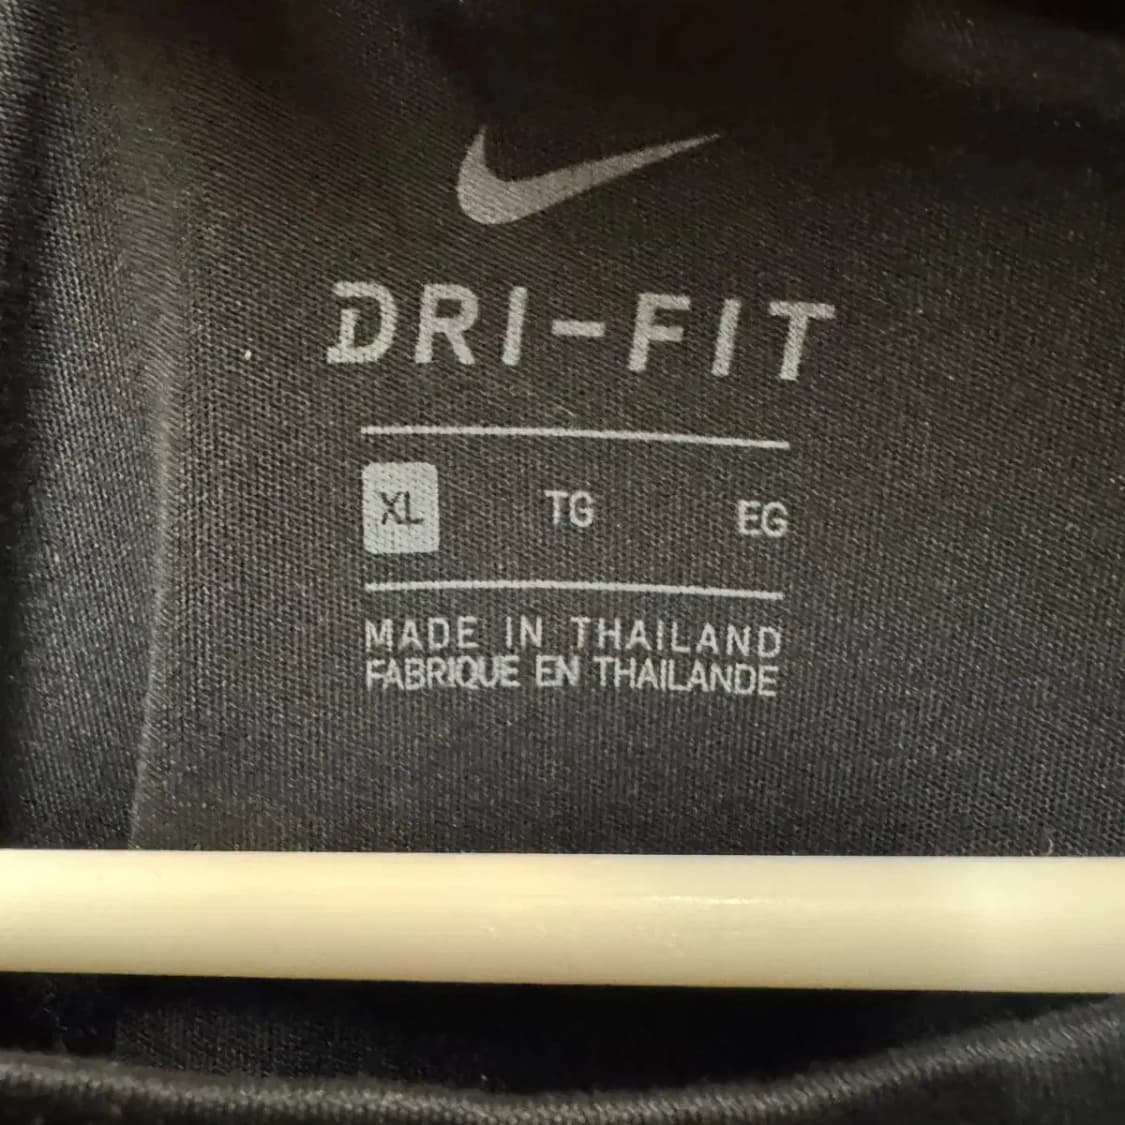 DRI-FIT
XL TG EG
MADE IN THAILAND
FABRIQUE EN THAILANDE